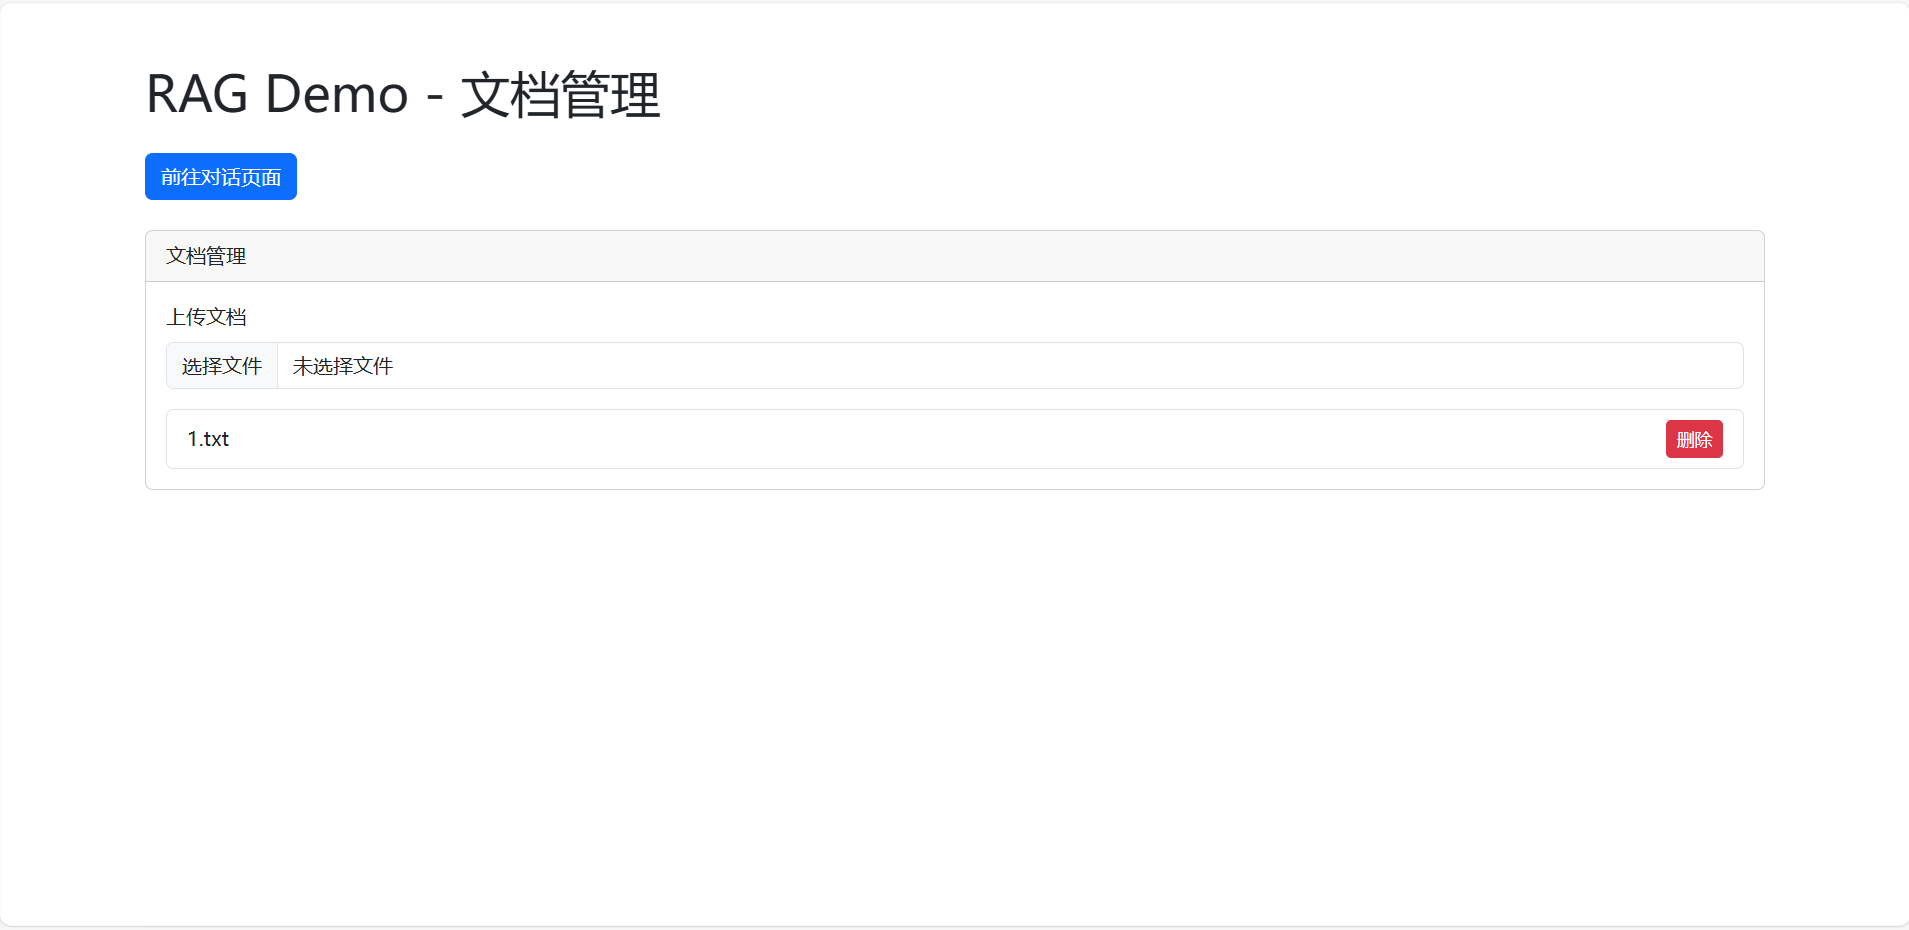 RAG Demo - 文档管理
前往对话页面
文档管理
上传文档
选择文件 未选择文件
1.txt 删除